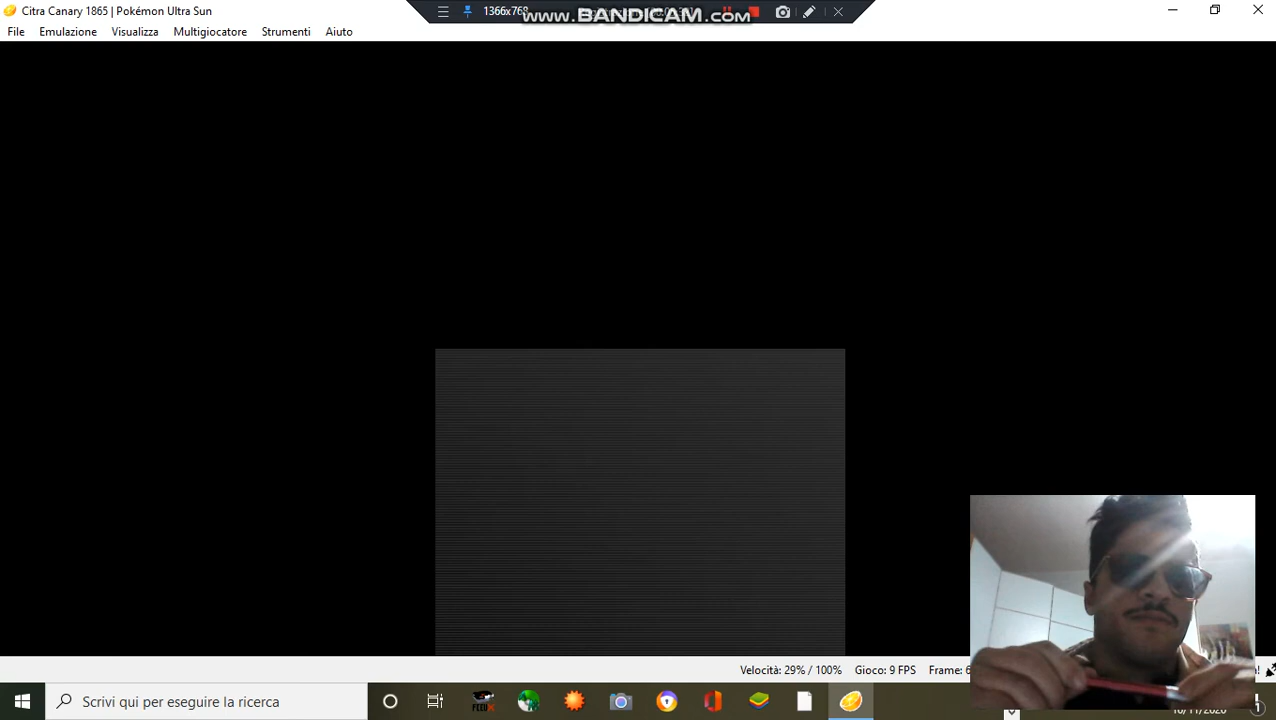 Citra Canary 1865 | Pokémon Ultra Sun
1366x768
www.BANDICAM.com
File Emulazione Visualizza Multigiocatore Strumenti Aiuto
Velocità: 29% / 100% Gioco: 9 FPS Frame:
Scrivi qui per eseguire la ricerca
FCEUX